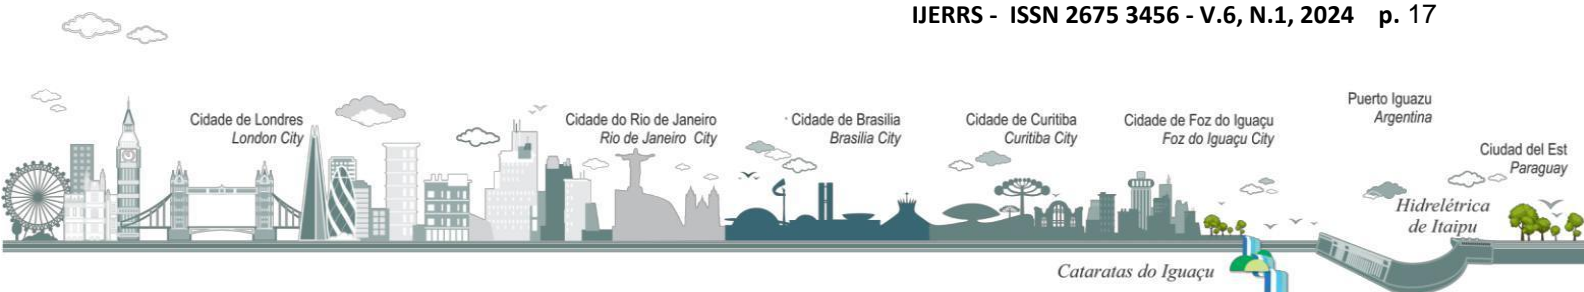 IJERRS - ISSN 2675 3456 - V.6, N.1, 2024 p. 17
Cidade de Londres
London City
Cidade do Rio de Janeiro
Rio de Janeiro City
Cidade de Brasilia
Brasilia City
Cidade de Curitiba
Curitiba City
Cidade de Foz do Iguaçu
Foz do Iguaçu City
Puerto Iguazu
Argentina
Ciudad del Est
Paraguay
Hidrelétrica
de Itaipu
Cataratas do Iguaçu